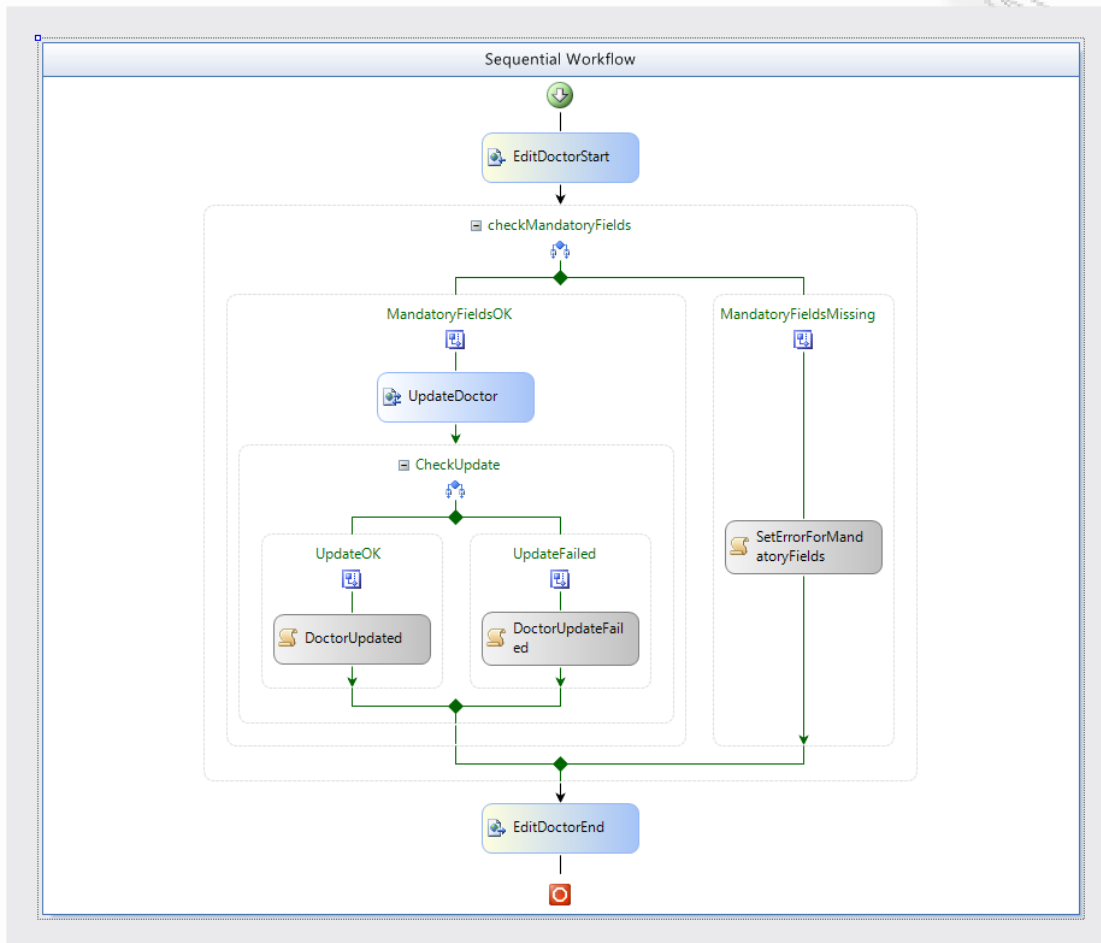 Sequential Workflow
EditDoctorStart
checkMandatoryFields
MandatoryFieldsOK
MandatoryFieldsMissing
UpdateDoctor
CheckUpdate
UpdateOK
UpdateFailed
SetErrorForMand
atoryFields
DoctorUpdated
DoctorUpdateFail
ed
EditDoctorEnd